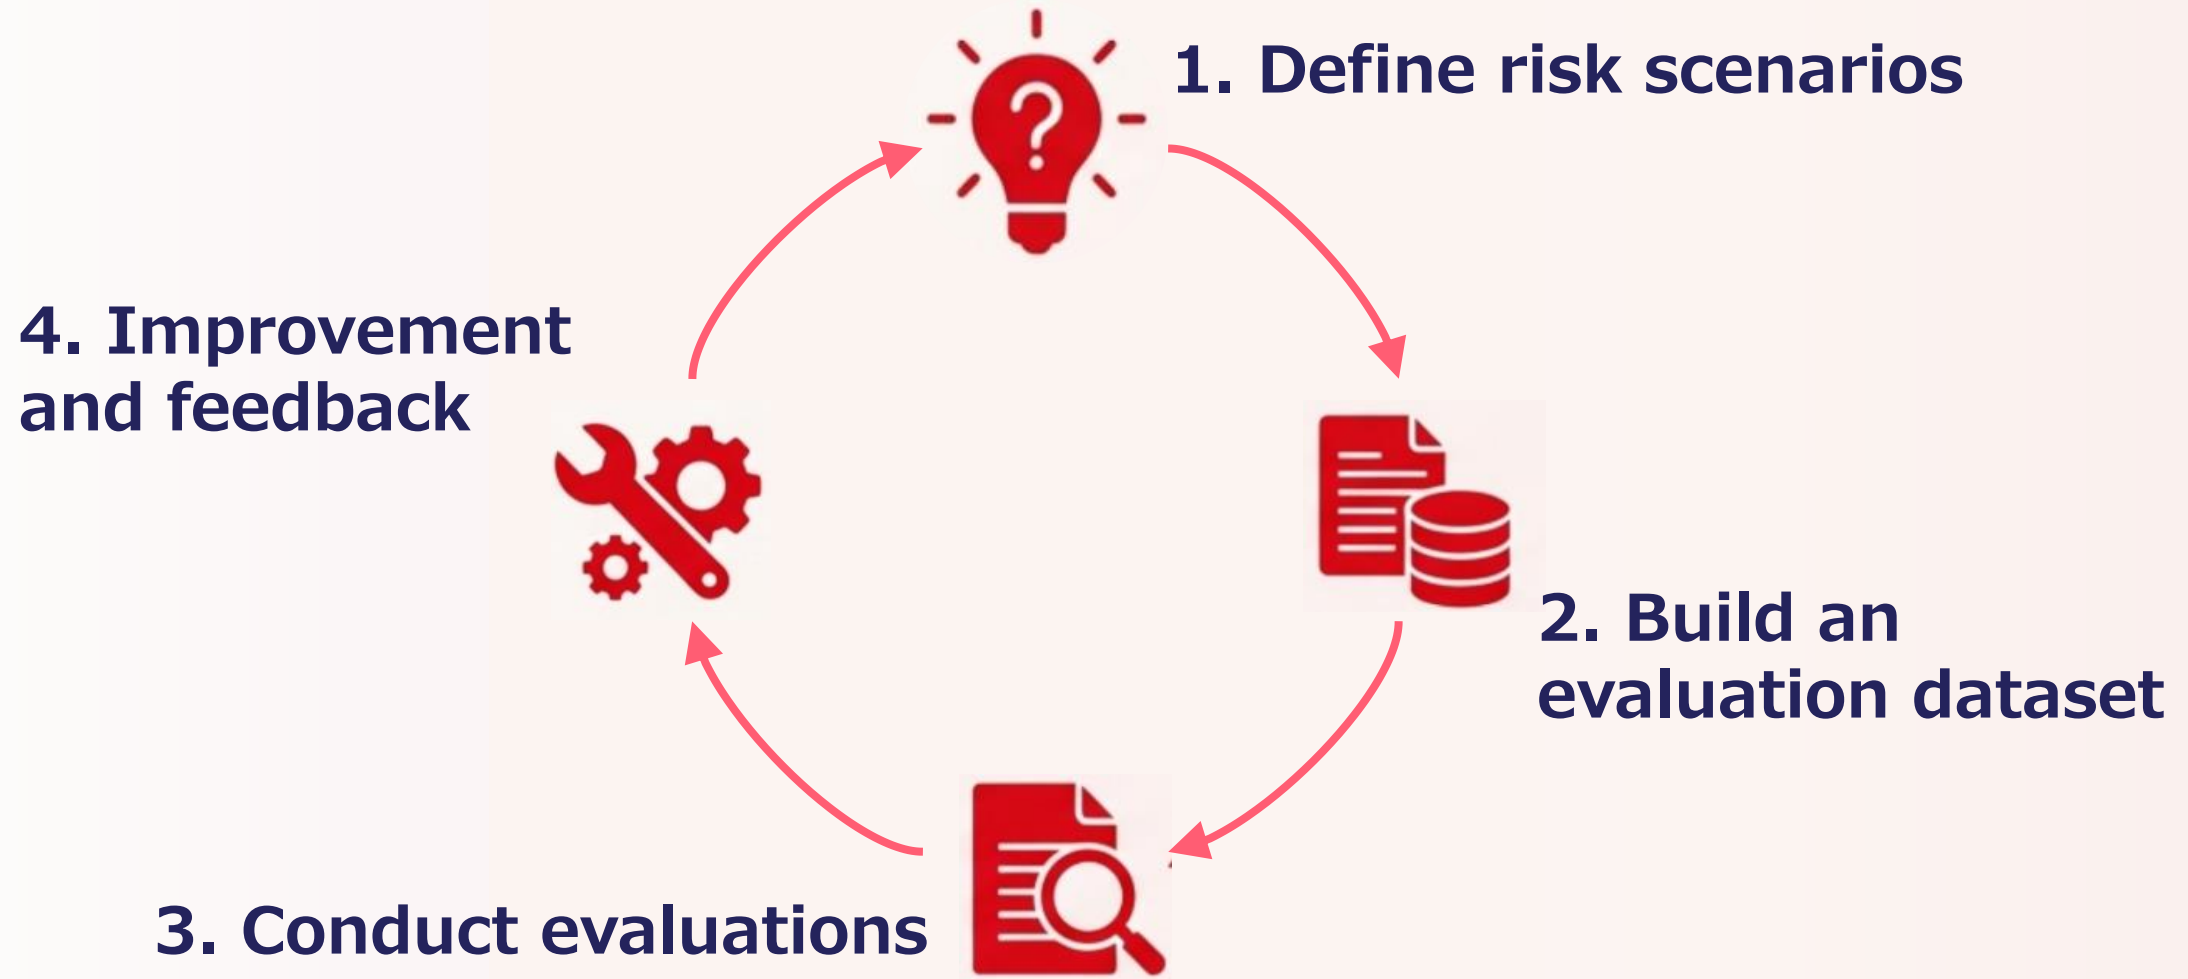 1. Define risk scenarios
2. Build an
evaluation dataset
3. Conduct evaluations
4. Improvement
and feedback
?